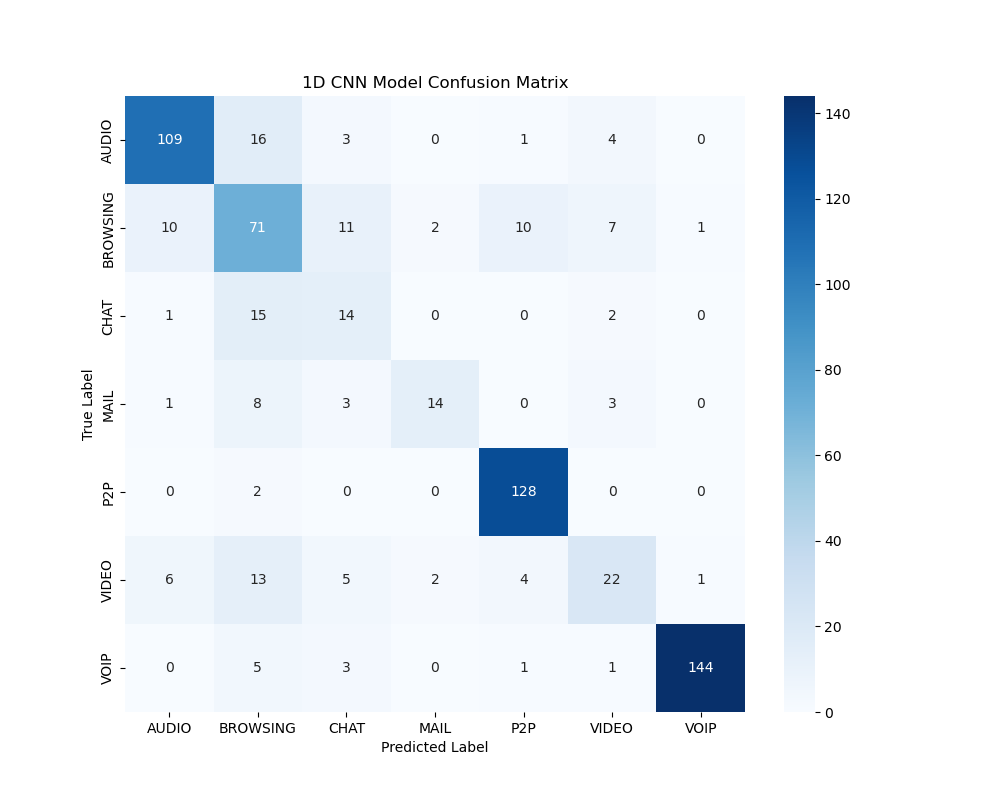 1D CNN Model Confusion Matrix
True Label
AUDIO 109 16 3 0 1 4 0
BROWSING 10 71 11 2 10 7 1
CHAT 1 15 14 0 0 2 0
MAIL 1 8 3 14 0 3 0
P2P 0 2 0 0 128 0 0
VIDEO 6 13 5 2 4 22 1
VOIP 0 5 3 0 1 1 144
AUDIO BROWSING CHAT MAIL P2P VIDEO VOIP
Predicted Label
140
120
100
80
60
40
20
0